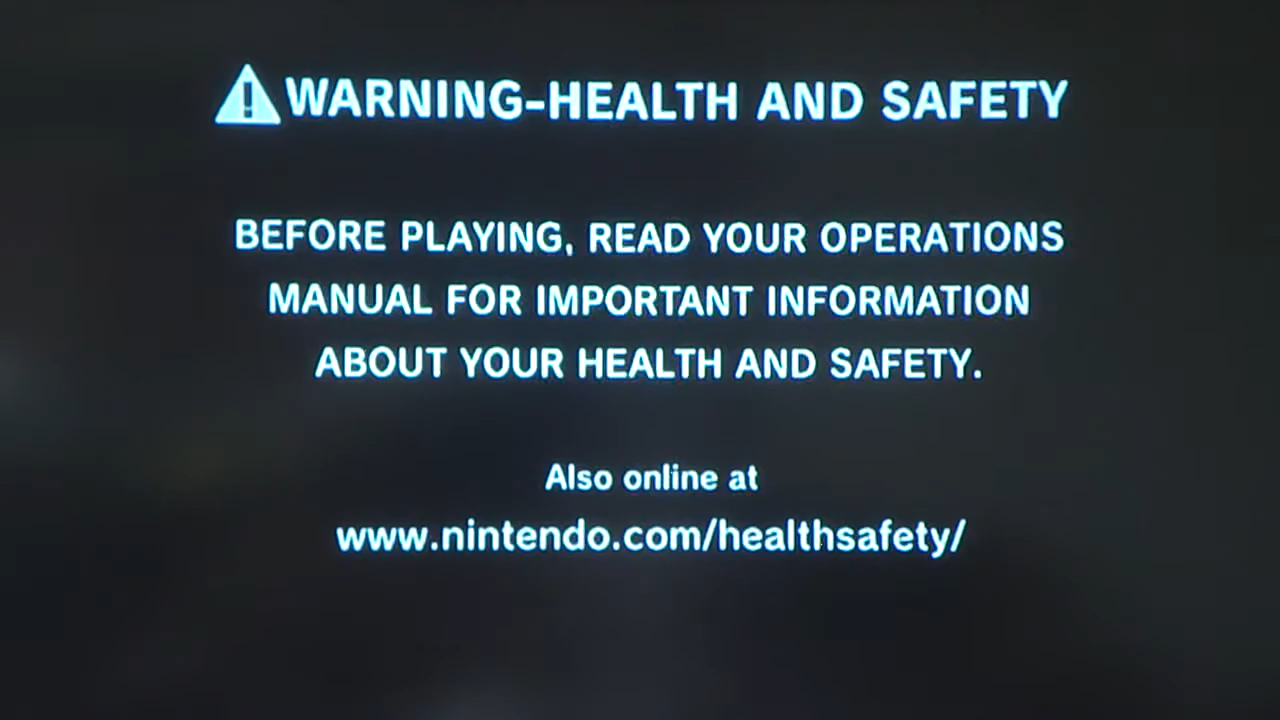 WARNING-HEALTH AND SAFETY
BEFORE PLAYING, READ YOUR OPERATIONS
MANUAL FOR IMPORTANT INFORMATION
ABOUT YOUR HEALTH AND SAFETY.
Also online at
www.nintendo.com/healthsafety/